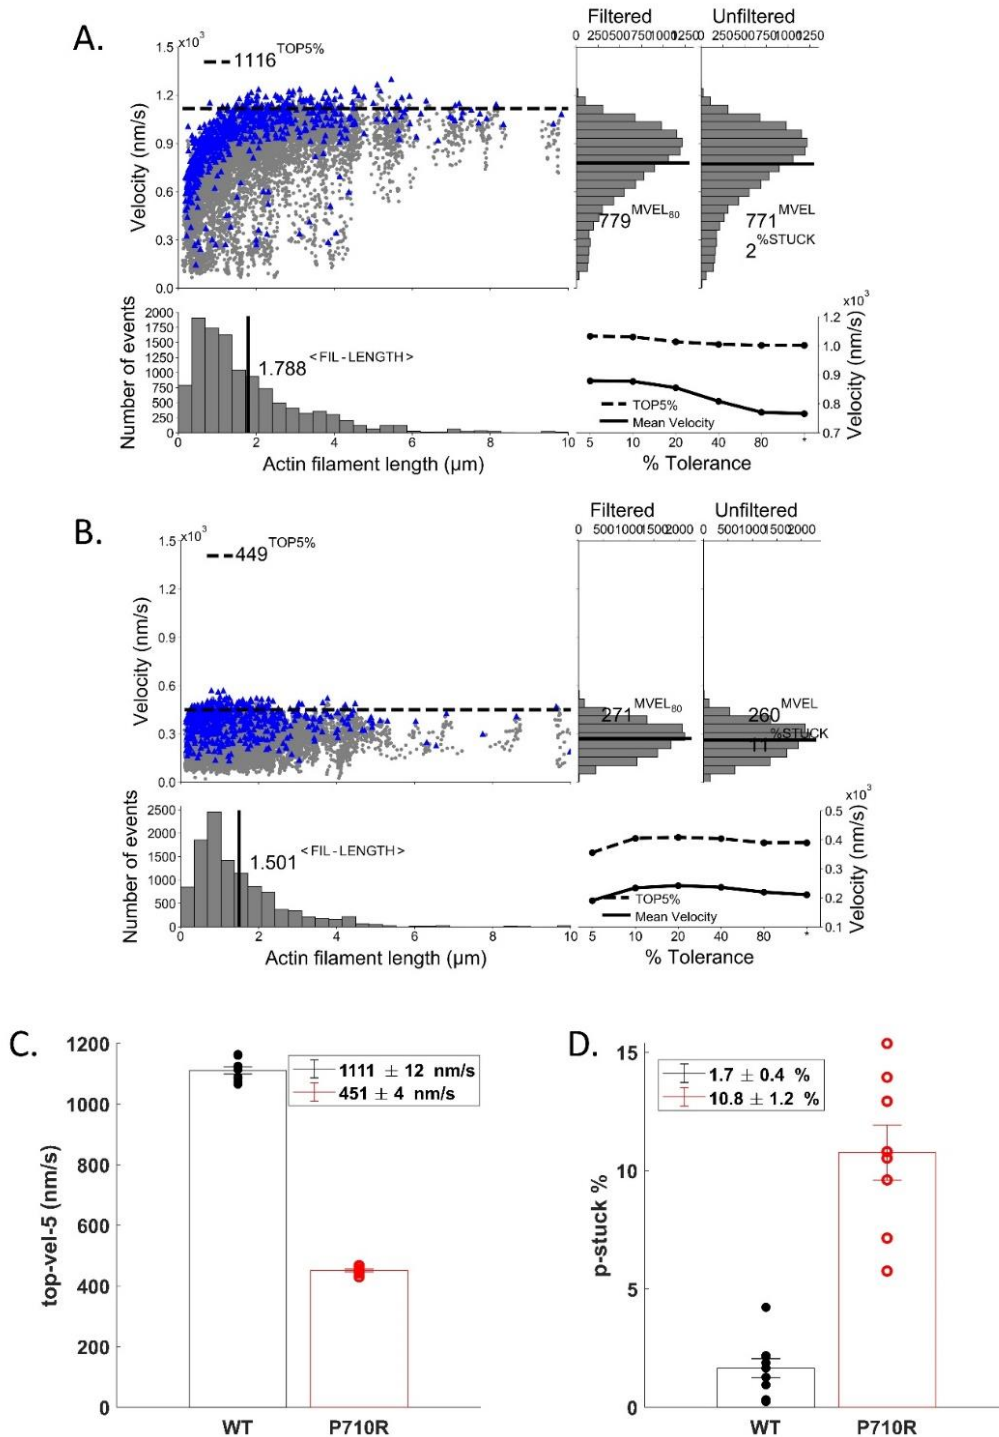 A.
x10³
1.5
1.2
0.9
0.6
0.3
0.0
Velocity (nm/s)
1116 TOP5%
Filtered
0 250 500 750 1000 1250
779 MVEL80
Unfiltered
0 250 500 750 1000 1250
771 MVEL
2 %STUCK
Number of events
2000
1750
1500
1250
1000
750
500
250
0
1.788 <FIL-LENGTH>
0 2 4 6 8 10
Actin filament length (μm)
x10³
1.2
1.0
0.9
0.8
0.7
Velocity (nm/s)
TOP5%
Mean Velocity
5 10 20 40 80 *
% Tolerance
B.
x10³
1.5
1.2
0.9
0.6
0.3
0.0
Velocity (nm/s)
449 TOP5%
Filtered
0 500 1000 1500 2000
271 MVEL80
Unfiltered
0 500 1000 1500 2000
260 MVEL
11 %STUCK
Number of events
2500
2000
1500
1000
500
0
1.501 <FIL-LENGTH>
0 2 4 6 8 10
Actin filament length (μm)
x10³
0.5
0.4
0.2
0.1
Velocity (nm/s)
TOP5%
Mean Velocity
5 10 20 40 80 *
% Tolerance
C.
1200
1000
800
600
400
200
0
top-vel-5 (nm/s)
1111 ± 12 nm/s
451 ± 4 nm/s
WT P710R
D.
15
10
5
0
p-stuck %
1.7 ± 0.4 %
10.8 ± 1.2 %
WT P710R